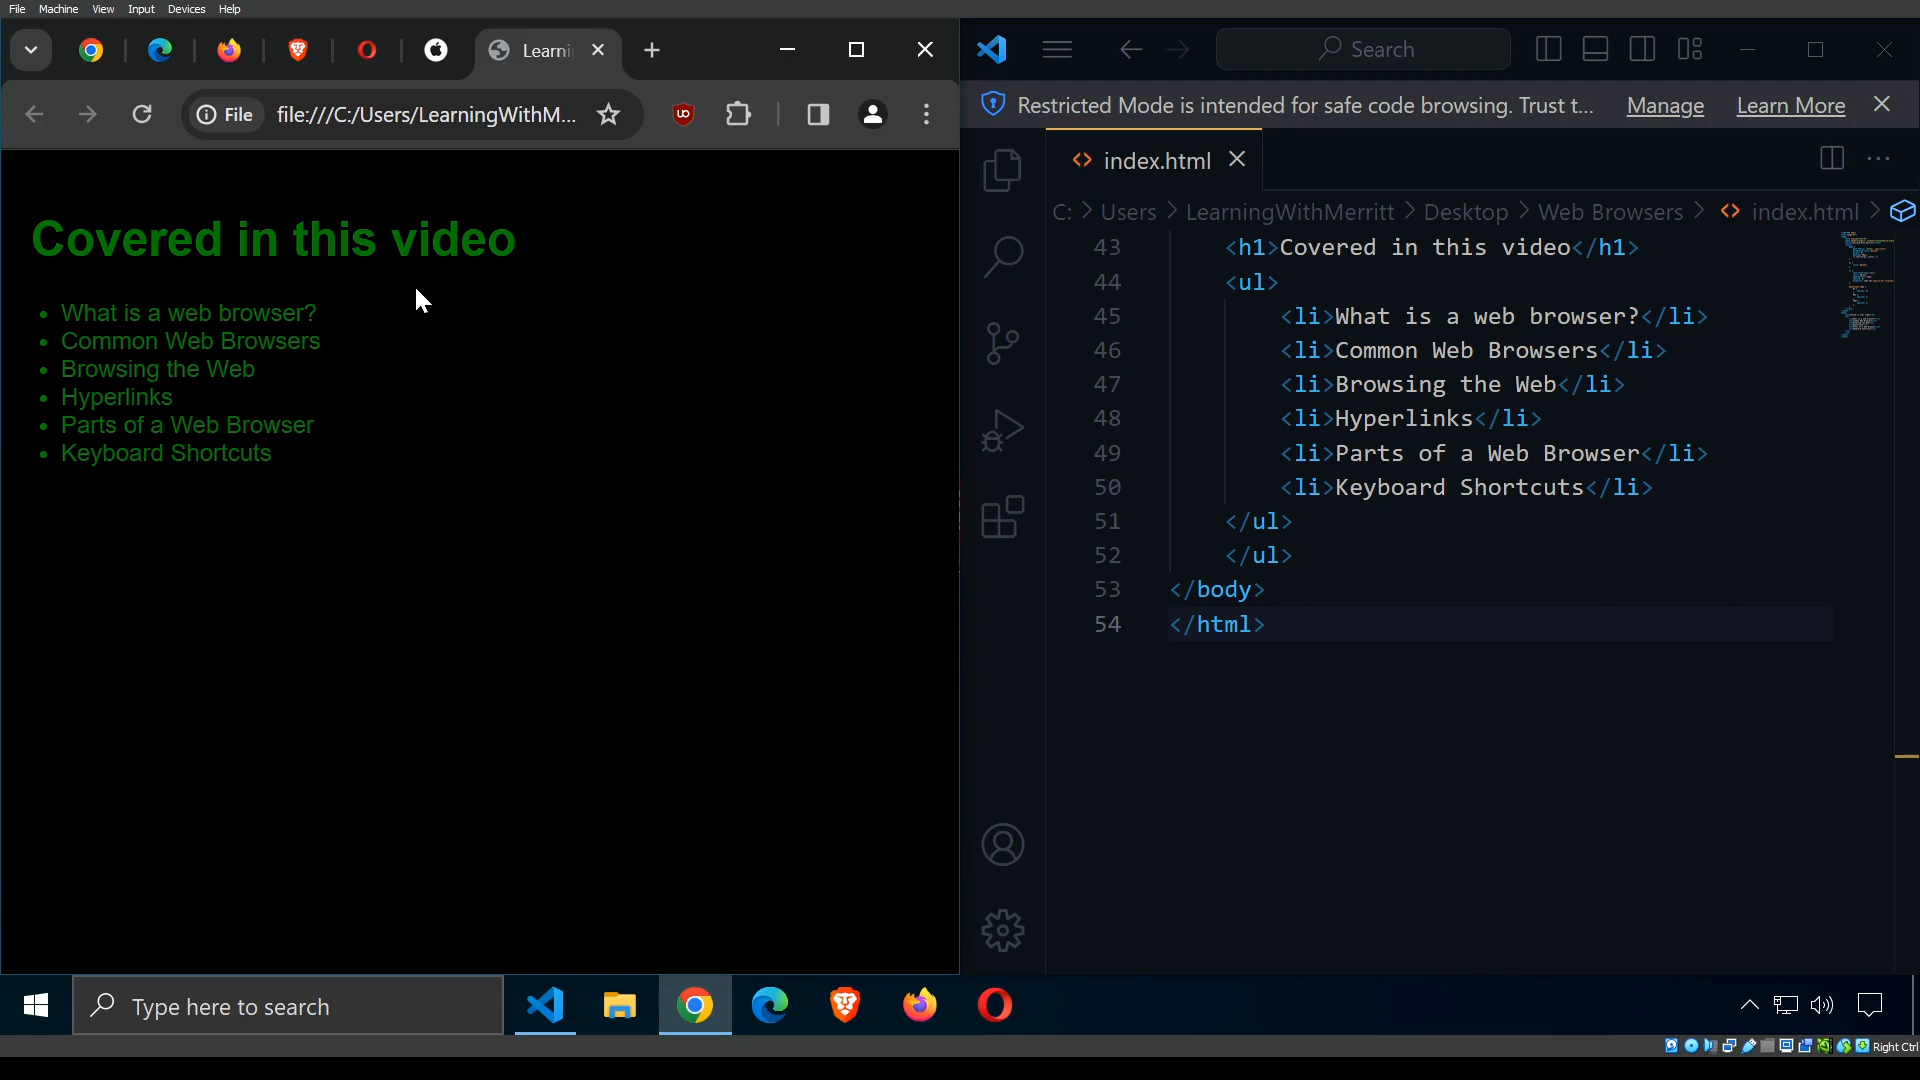 File Machine View Input Devices Help
Learni
File file:///C:/Users/LearningWithM...
Covered in this video
What is a web browser?
Common Web Browsers
Browsing the Web
Hyperlinks
Parts of a Web Browser
Keyboard Shortcuts
Search
Restricted Mode is intended for safe code browsing. Trust t... Manage Learn More
index.html
C: > Users > LearningWithMerritt > Desktop > Web Browsers > index.html >
43 <h1>Covered in this video</h1>
44 <ul>
45 <li>What is a web browser?</li>
46 <li>Common Web Browsers</li>
47 <li>Browsing the Web</li>
48 <li>Hyperlinks</li>
49 <li>Parts of a Web Browser</li>
50 <li>Keyboard Shortcuts</li>
51 </ul>
52 </ul>
53 </body>
54 </html>
Type here to search
Right Ctrl